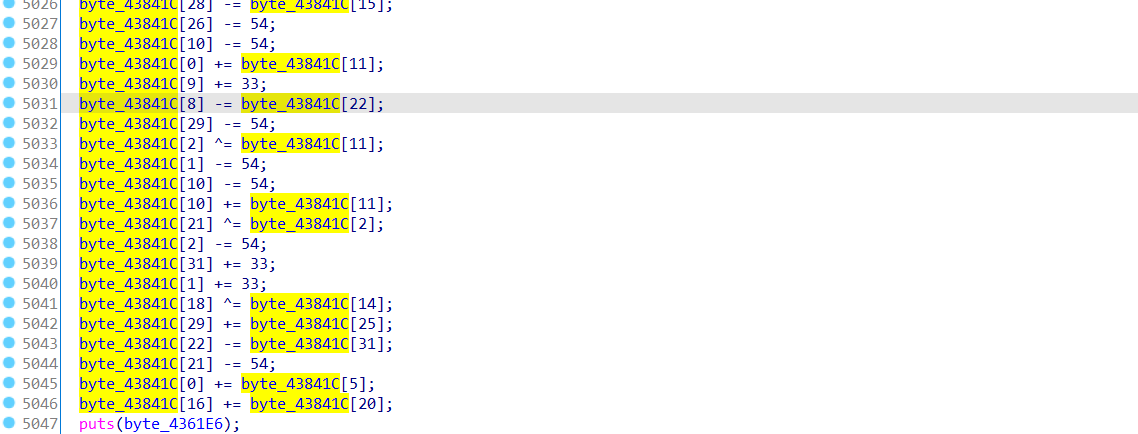 5026 byte_43841C[28] -= byte_43841C[15];
5027 byte_43841C[26] -= 54;
5028 byte_43841C[10] -= 54;
5029 byte_43841C[0] += byte_43841C[11];
5030 byte_43841C[9] += 33;
5031 byte_43841C[8] -= byte_43841C[22];
5032 byte_43841C[29] -= 54;
5033 byte_43841C[2] ^= byte_43841C[11];
5034 byte_43841C[1] -= 54;
5035 byte_43841C[10] -= 54;
5036 byte_43841C[10] += byte_43841C[11];
5037 byte_43841C[21] ^= byte_43841C[2];
5038 byte_43841C[2] -= 54;
5039 byte_43841C[31] += 33;
5040 byte_43841C[1] += 33;
5041 byte_43841C[18] ^= byte_43841C[14];
5042 byte_43841C[29] += byte_43841C[25];
5043 byte_43841C[22] -= byte_43841C[31];
5044 byte_43841C[21] -= 54;
5045 byte_43841C[0] += byte_43841C[5];
5046 byte_43841C[16] += byte_43841C[20];
5047 puts(byte_4361E6);